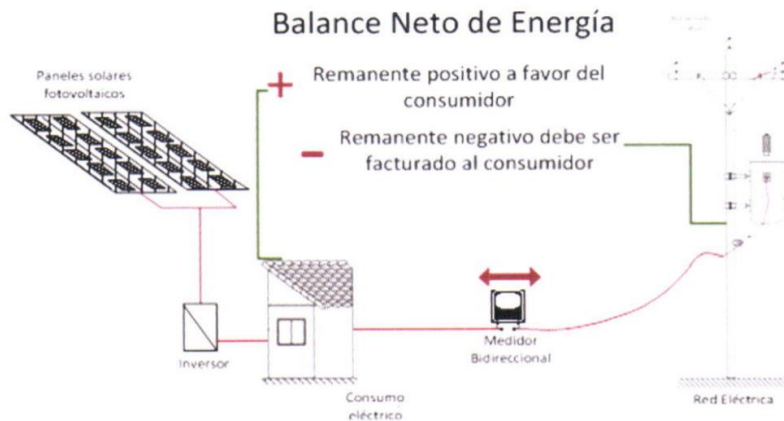 Balance Neto de Energía
Paneles solares
fotovoltaicos
+ Remanente positivo a favor del
consumidor
- Remanente negativo debe ser
facturado al consumidor
Inversor
Consumo
eléctrico
Medidor
Bidireccional
Red Eléctrica